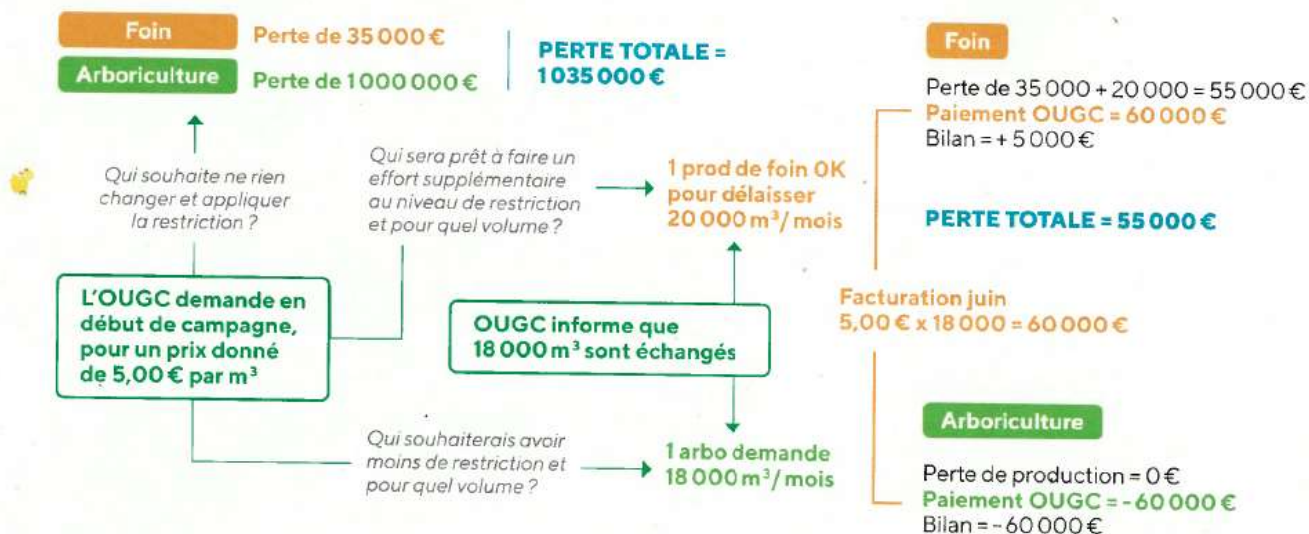 Foin
Perte de 35 000 €
Arboriculture
Perte de 1 000 000 €
PERTE TOTALE =
1 035 000 €
Qui souhaite ne rien
changer et appliquer
la restriction ?
Qui sera prêt à faire un
effort supplémentaire
au niveau de restriction
et pour quel volume ?
1 prod de foin OK
pour délaisser
20 000 m³/ mois
L'OUGC demande en
début de campagne,
pour un prix donné
de 5,00 € par m³
OUGC informe que
18 000 m³ sont échangés
Qui souhaiterais avoir
moins de restriction et
pour quel volume ?
1 arbo demande
18 000 m³/ mois
Foin
Perte de 35 000 + 20 000 = 55 000 €
Paiement OUGC = 60 000 €
Bilan = + 5 000 €
PERTE TOTALE = 55 000 €
Facturation juin
5,00 € x 18 000 = 60 000 €
Arboriculture
Perte de production = 0 €
Paiement OUGC = - 60 000 €
Bilan = - 60 000 €